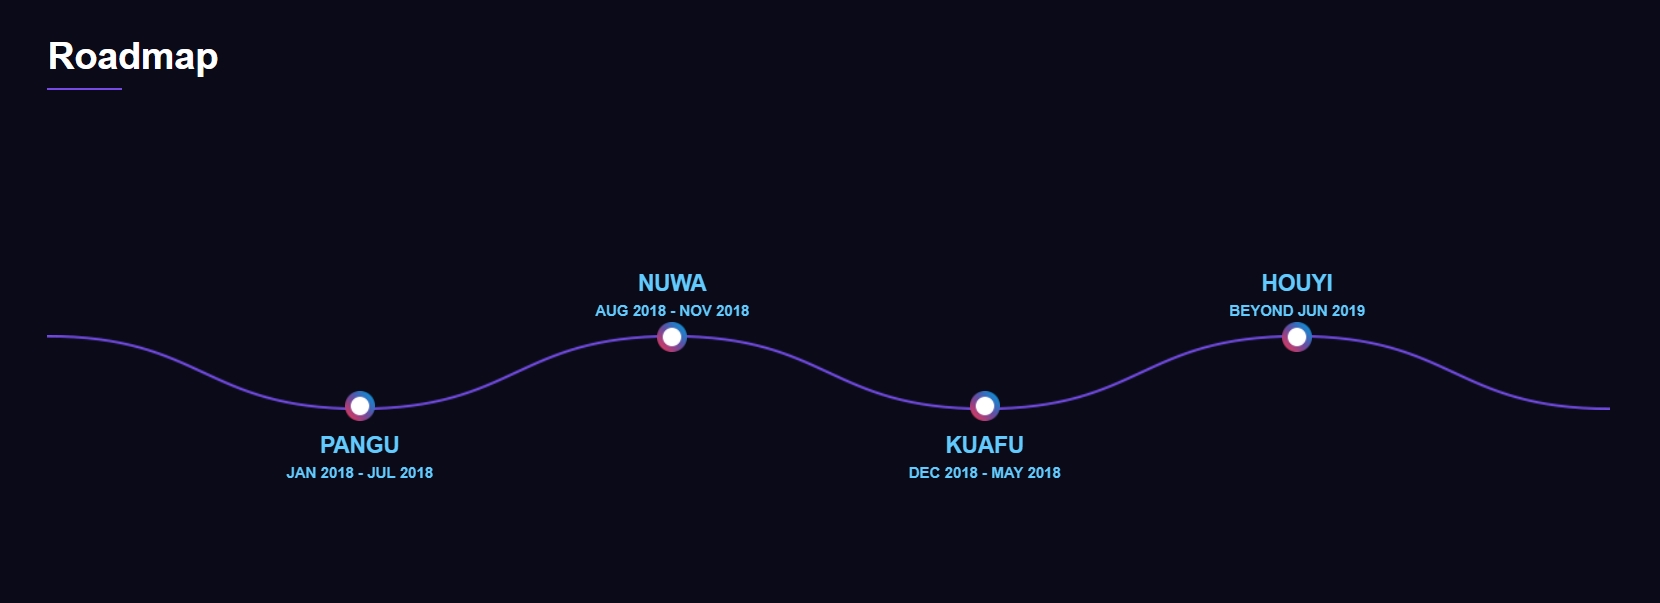 Roadmap
PANGU
JAN 2018 - JUL 2018
NUWA
AUG 2018 - NOV 2018
KUAFU
DEC 2018 - MAY 2018
HOUYI
BEYOND JUN 2019